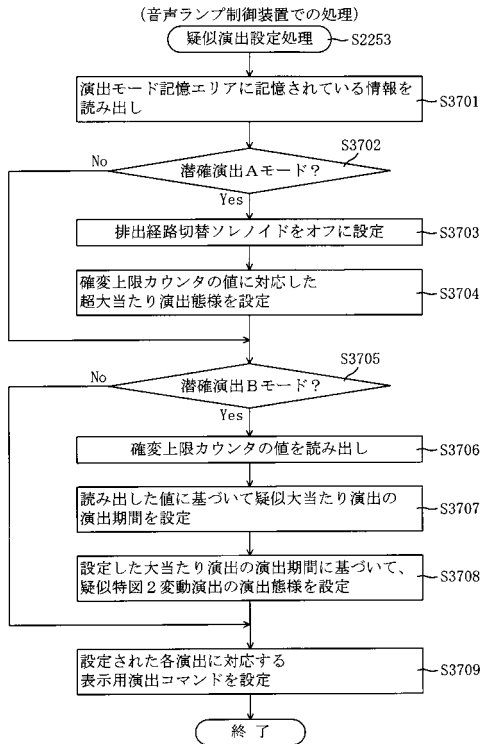 (音声ランプ制御装置での処理)
疑似演出設定処理
S2253
演出モード記憶エリアに記憶されている情報を
読み出し
S3701
S3702
潜確演出Aモード?
No
Yes
排出経路切替ソレノイドをオフに設定
S3703
確変上限カウンタの値に対応した
超大当たり演出態様を設定
S3704
S3705
潜確演出Bモード?
No
Yes
確変上限カウンタの値を読み出し
S3706
読み出した値に基づいて疑似大当たり演出の
演出期間を設定
S3707
設定した大当たり演出の演出期間に基づいて、
疑似特図2変動演出の演出態様を設定
S3708
設定された各演出に対応する
表示用演出コマンドを設定
S3709
終了